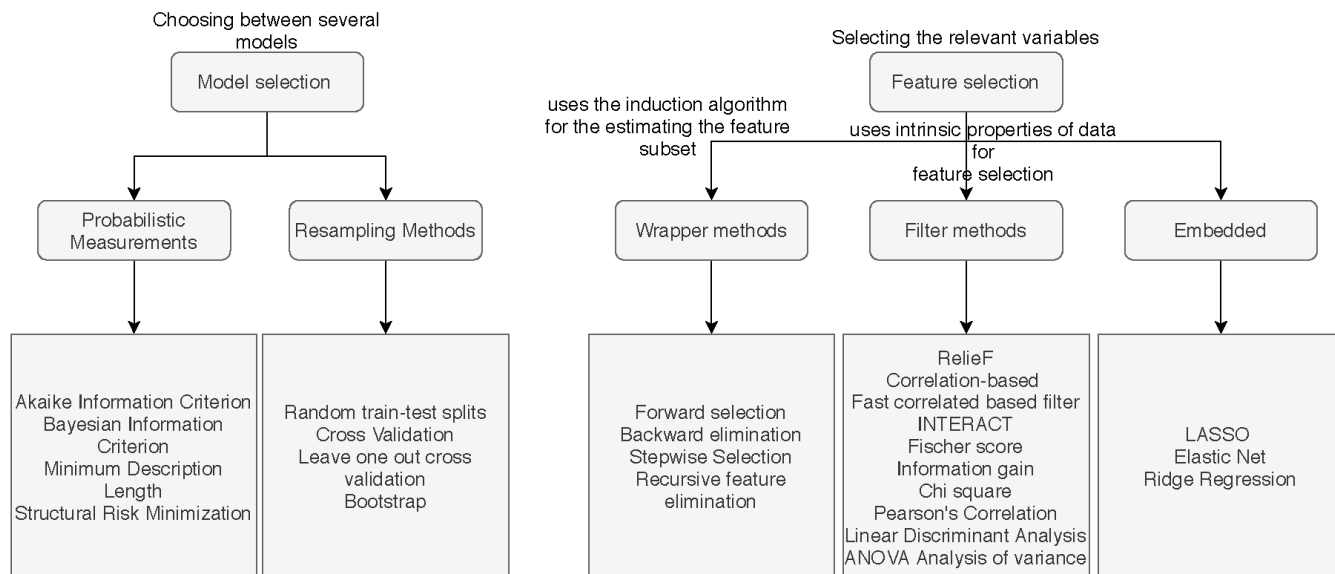 Choosing between several
models
Model selection
Probabilistic
Measurements
Resampling Methods
Akaike Information Criterion
Bayesian Information
Criterion
Minimum Description
Length
Structural Risk Minimization
Random train-test splits
Cross Validation
Leave one out cross
validation
Bootstrap
Selecting the relevant variables
Feature selection
uses the induction algorithm
for the estimating the feature
subset
uses intrinsic properties of data
for
feature selection
Wrapper methods
Filter methods
Embedded
Forward selection
Backward elimination
Stepwise Selection
Recursive feature
elimination
RelieF
Correlation-based
Fast correlated based filter
INTERACT
Fischer score
Information gain
Chi square
Pearson's Correlation
Linear Discriminant Analysis
ANOVA Analysis of variance
LASSO
Elastic Net
Ridge Regression